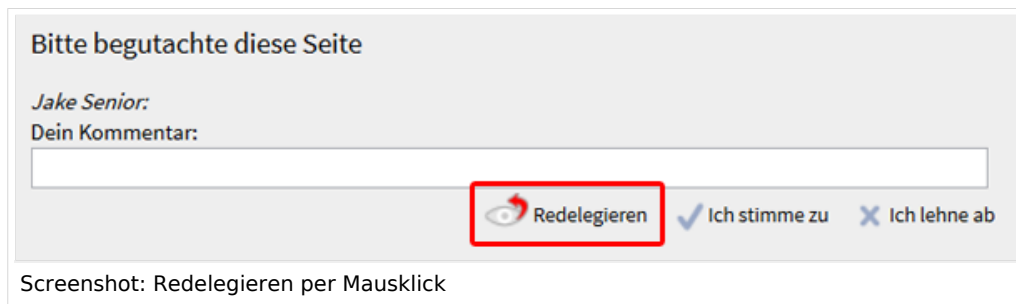 Bitte begutachte diese Seite
Jake Senior:
Dein Kommentar:
Redelegieren Ich stimme zu Ich lehne ab
Screenshot: Redelegieren per Mausklick